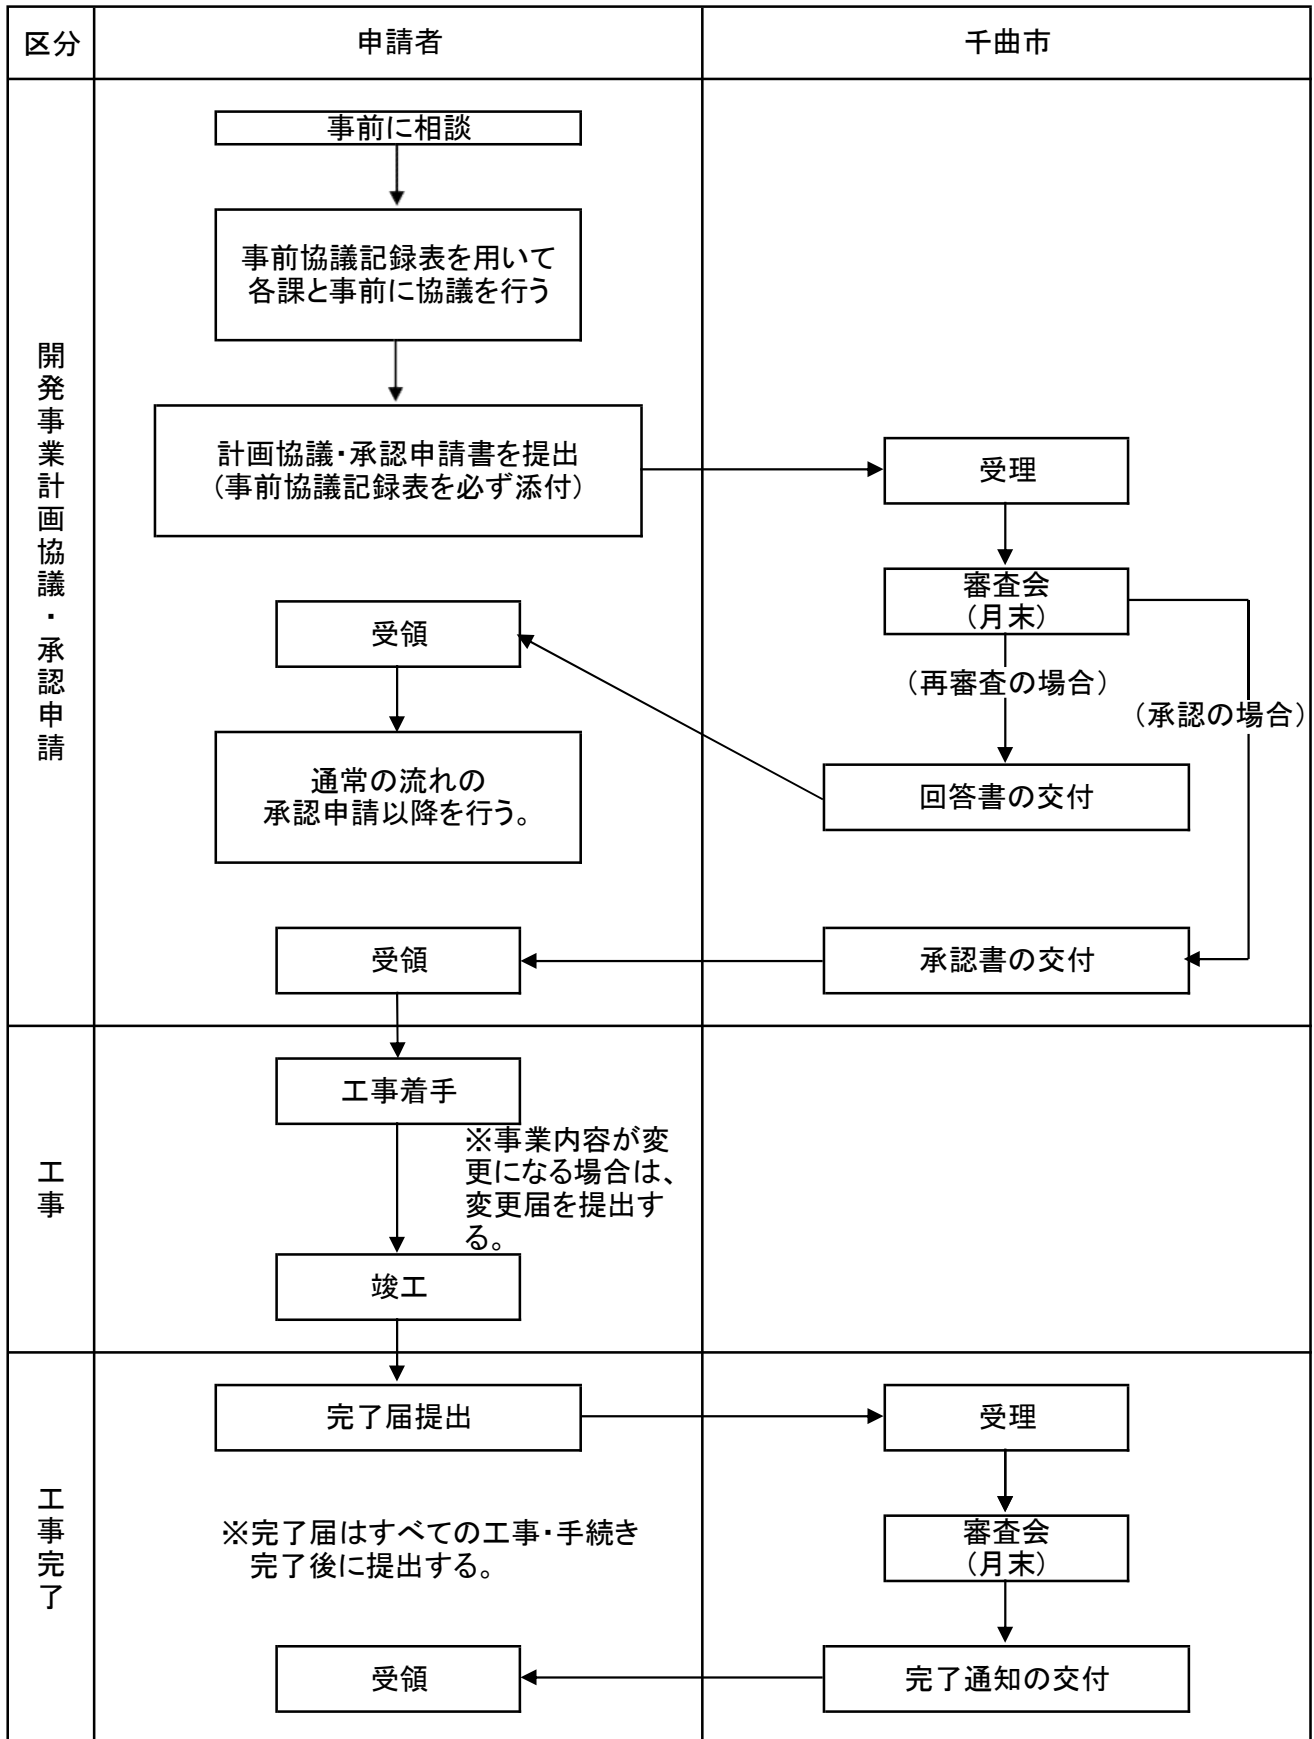 区分
申請者
千曲市
開発事業計画協議・承認申請
事前に相談
事前協議記録表を用いて
各課と事前に協議を行う
計画協議・承認申請書を提出
（事前協議記録表を必ず添付）
受理
審査会
（月末）
（再審査の場合）
（承認の場合）
回答書の交付
受領
通常の流れの
承認申請以降を行う。
承認書の交付
受領
工事
工事着手
※事業内容が変
更になる場合は、
変更届を提出す
る。
竣工
工事完了
完了届提出
受理
※完了届はすべての工事・手続き
完了後に提出する。
審査会
（月末）
完了通知の交付
受領